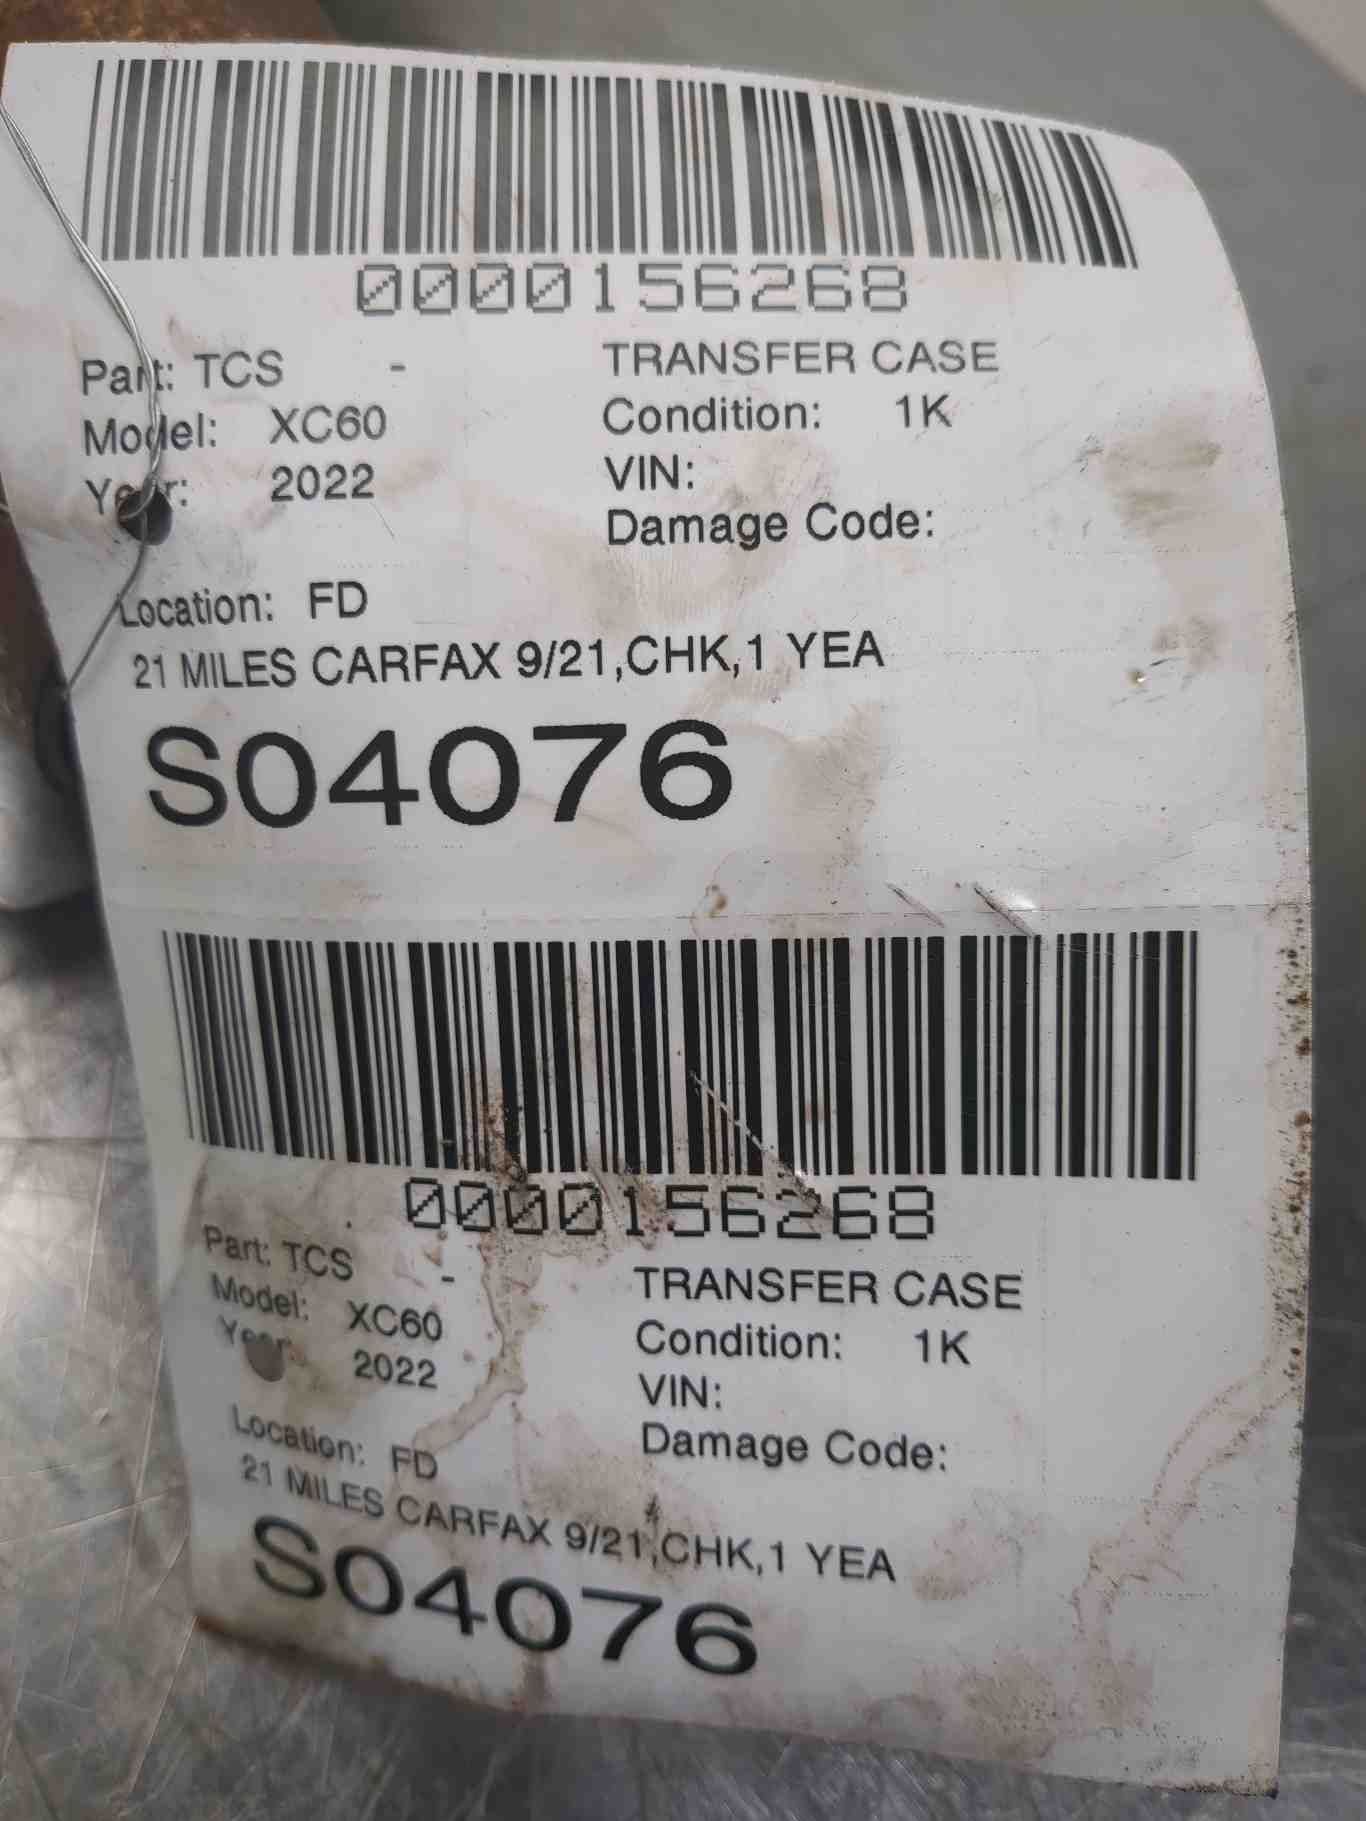 0000156268
Part: TCS - TRANSFER CASE
Model: XC60 Condition: 1K
Year: 2022 VIN:
Damage Code:
Location: FD
21 MILES CARFAX 9/21,CHK,1 YEA
S04076
0000156268
Part: TCS - TRANSFER CASE
Model: XC60 Condition: 1K
Year: 2022 VIN:
Damage Code:
Location: FD
21 MILES CARFAX 9/21,CHK,1 YEA
S04076